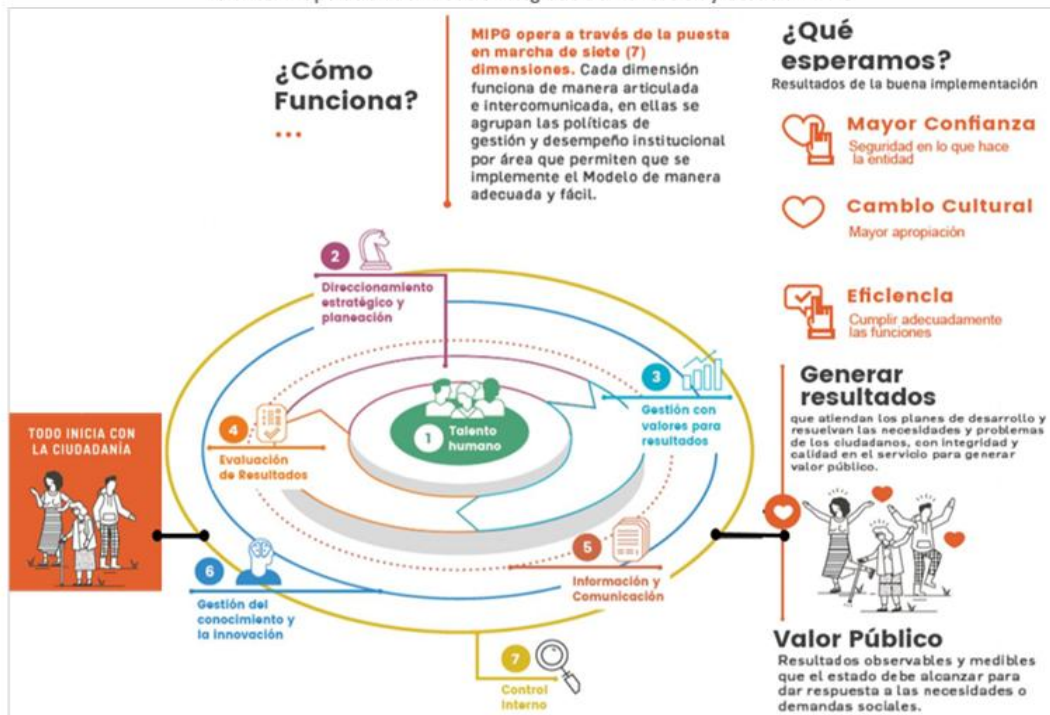 ¿Cómo
Funciona?
...
MIPG opera a través de la puesta
en marcha de siete (7)
dimensiones. Cada dimensión
funciona de manera articulada
e intercomunicada, en ellas se
agrupan las políticas de
gestión y desempeño institucional
por área que permiten que se
implemente el Modelo de manera
adecuada y fácil.
¿Qué
esperamos?
Resultados de la buena implementación
Mayor Confianza
Seguridad en lo que hace
la entidad
Cambio Cultural
Mayor apropiación
Eficiencia
Cumplir adecuadamente
las funciones
2
Direccionamiento
estratégico y
planeación
3
Gestión con
valores para
resultados
1 Talento
humano
4
Evaluación
de Resultados
5
Información y
Comunicación
6
Gestión del
conocimiento y
la innovación
7
Control
Interno
TODO INICIA CON
LA CIUDADANÍA
Generar
resultados
que atiendan los planes de desarrollo y
resuelvan las necesidades y problemas
de los ciudadanos, con integridad y
calidad en el servicio para generar
valor público.
Valor Público
Resultados observables y medibles
que el estado debe alcanzar para
dar respuesta a las necesidades o
demandas sociales.